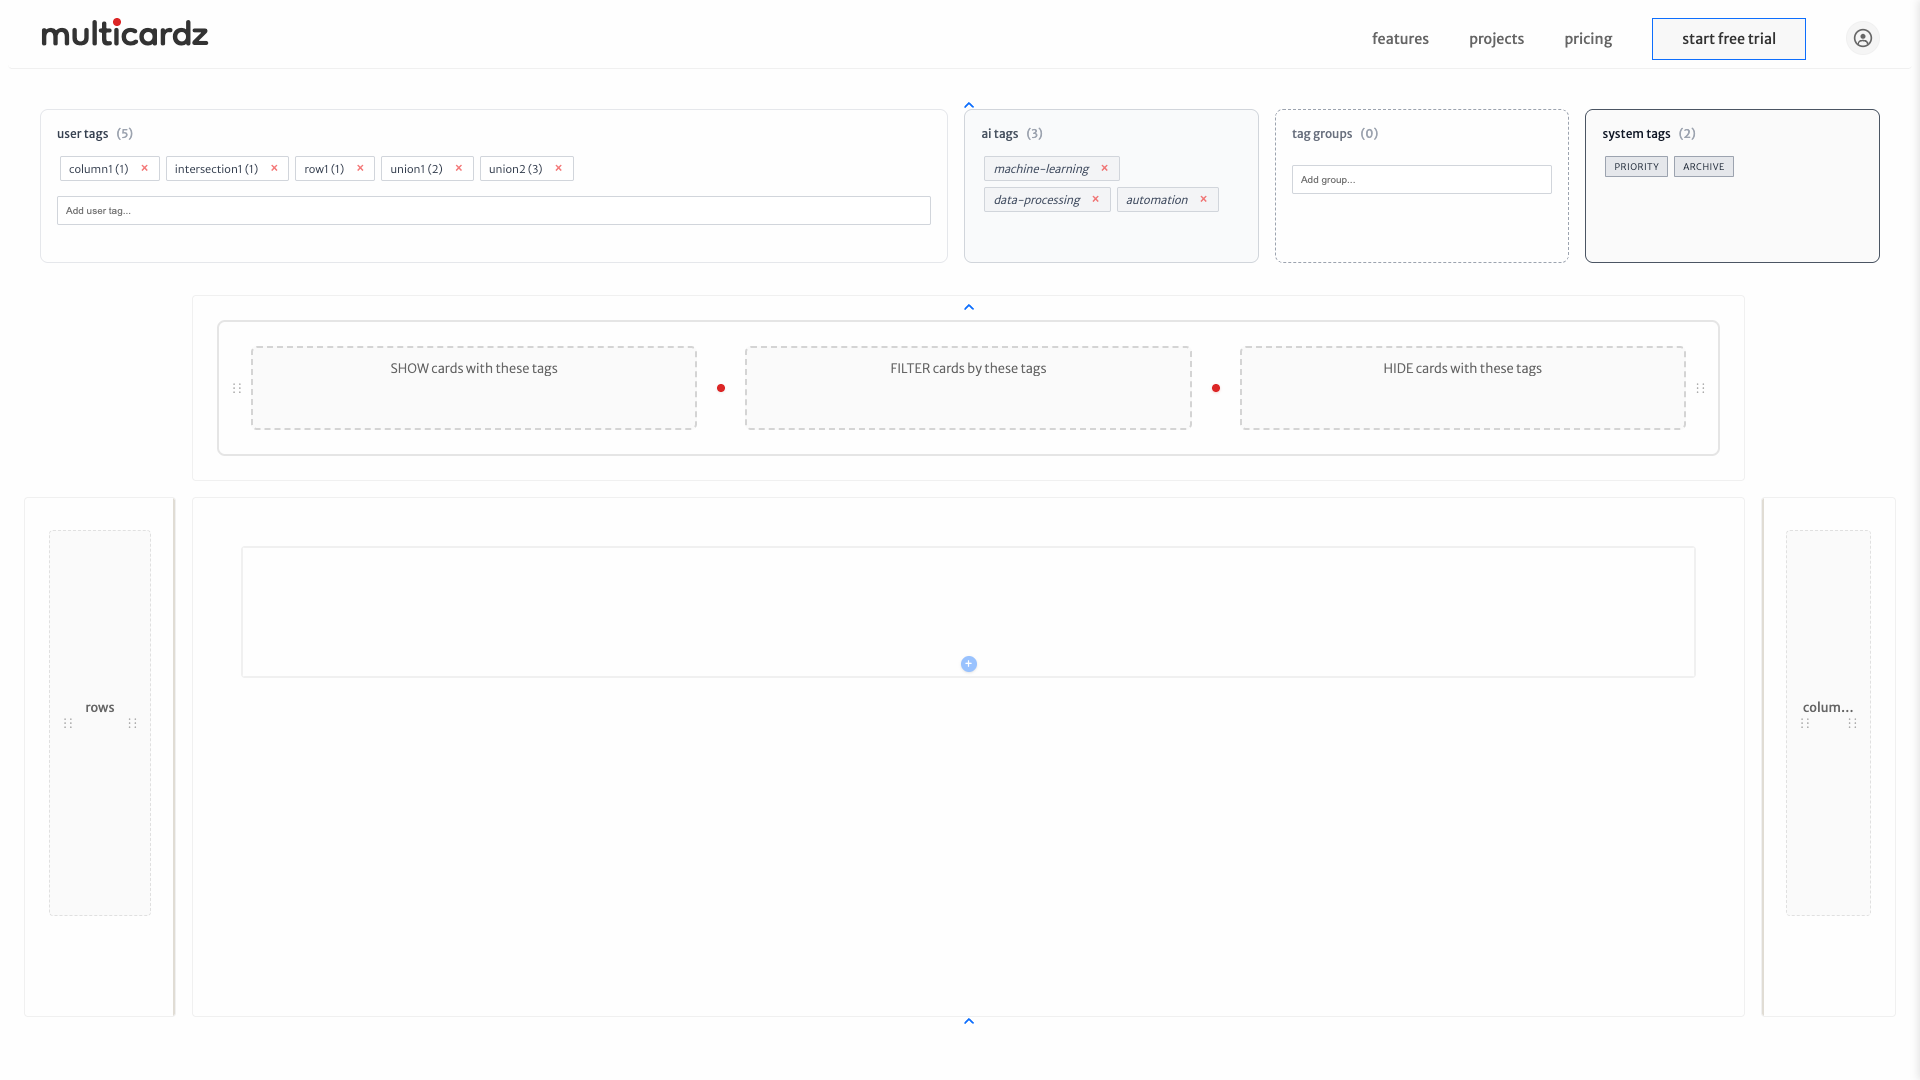 multicardz
features projects pricing start free trial
user tags (5)
column1 (1) × intersection1 (1) × row1 (1) × union1 (2) × union2 (3) ×
Add user tag...
ai tags (3)
machine-learning ×
data-processing × automation ×
tag groups (0)
Add group...
system tags (2)
PRIORITY ARCHIVE
SHOW cards with these tags
FILTER cards by these tags
HIDE cards with these tags
rows
colum...
+